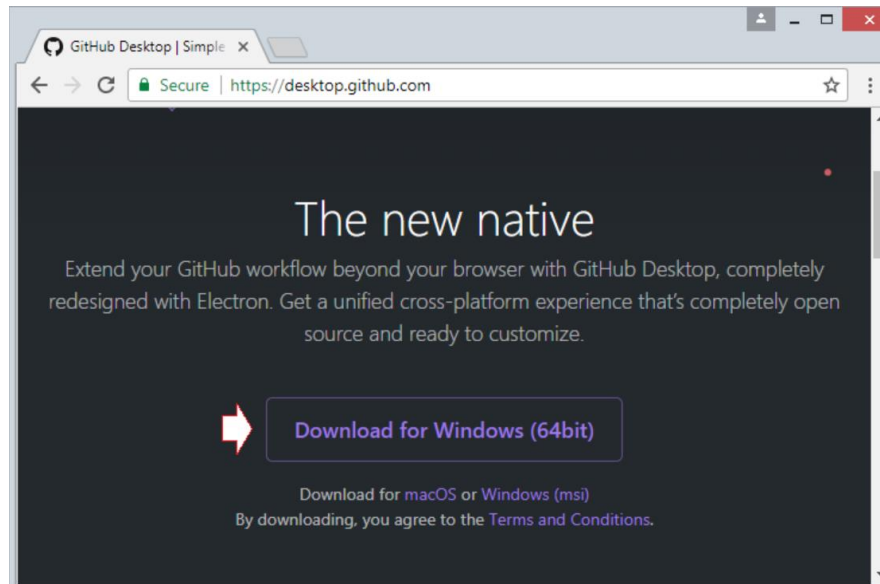 GitHub Desktop | Simple
Secure | https://desktop.github.com
The new native
Extend your GitHub workflow beyond your browser with GitHub Desktop, completely
redesigned with Electron. Get a unified cross-platform experience that's completely open
source and ready to customize.
Download for Windows (64bit)
Download for macOS or Windows (msi)
By downloading, you agree to the Terms and Conditions.